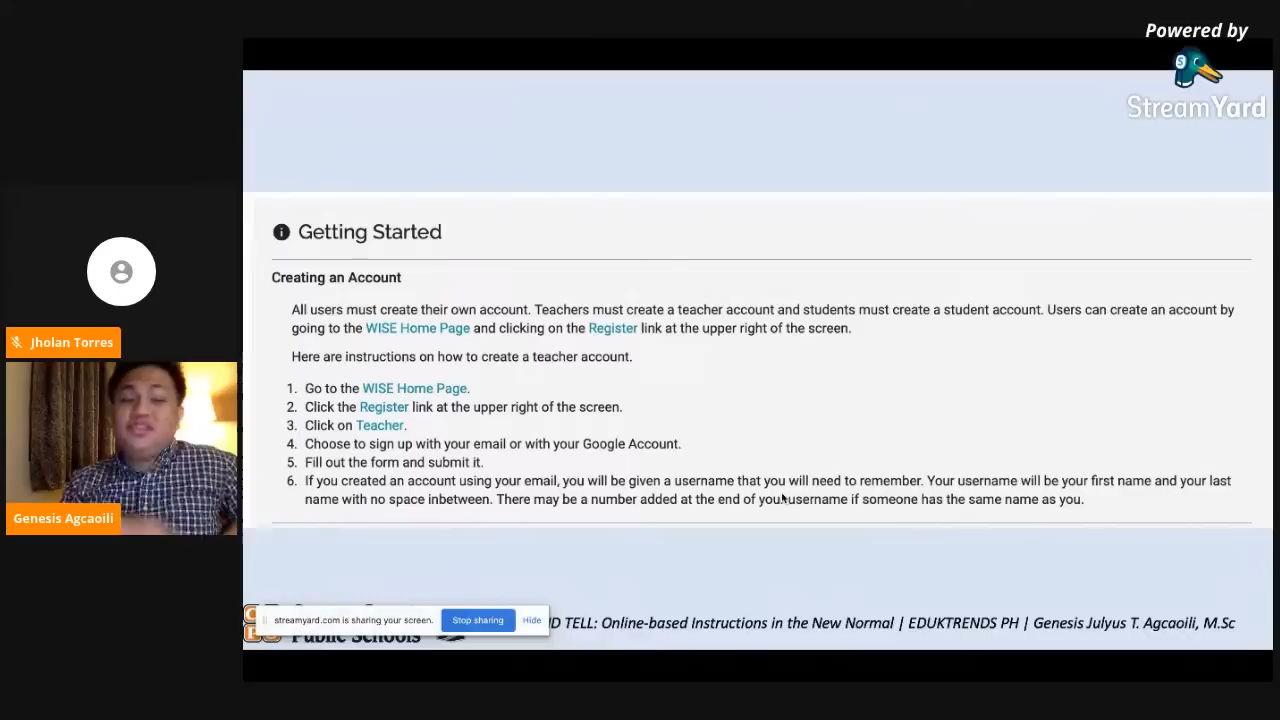 Powered by
StreamYard
Getting Started
Creating an Account
All users must create their own account. Teachers must create a teacher account and students must create a student account. Users can create an account by
going to the WISE Home Page and clicking on the Register link at the upper right of the screen.
Here are instructions on how to create a teacher account.
1. Go to the WISE Home Page.
2. Click the Register link at the upper right of the screen.
3. Click on Teacher.
4. Choose to sign up with your email or with your Google Account.
5. Fill out the form and submit it.
6. If you created an account using your email, you will be given a username that you will need to remember. Your username will be your first name and your last
name with no space inbetween. There may be a number added at the end of your username if someone has the same name as you.
Jholan Torres
Genesis Agcaoili
streamyard.com is sharing your screen.
Stop sharing
Hide
Public Schools
TELL: Online-based Instructions in the New Normal | EDUKTRENDS PH | Genesis Julyus T. Agcaoili, M.Sc